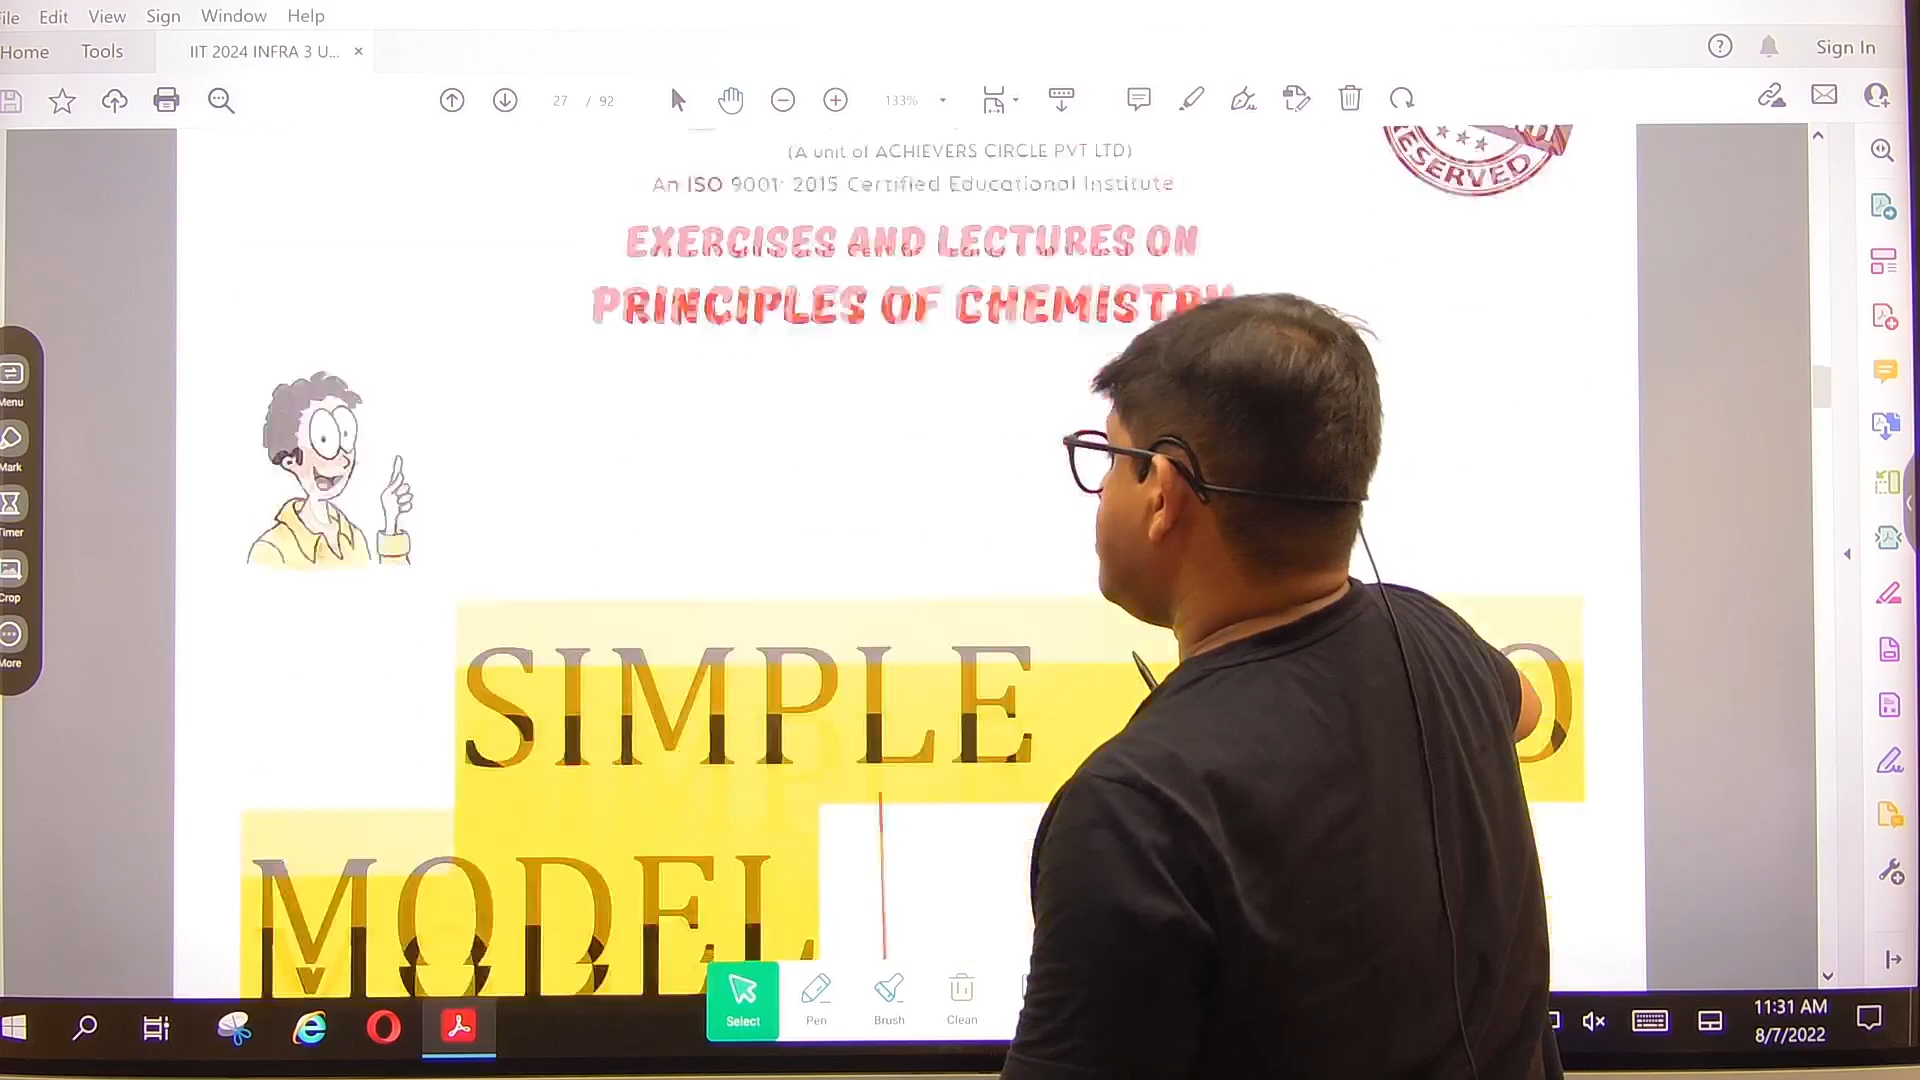 File Edit View Sign Window Help
Home Tools IIT 2024 INFRA 3 U... × Sign In
27 / 92 133%
(A unit of ACHIEVERS CIRCLE PVT LTD)
ESERVED
An ISO 9001: 2015 Certified Educational Institute
EXERCISES AND LECTURES ON
PRINCIPLES OF CHEMISTRY
Menu
Mark
Timer
Crop
More
SIMPLE
MODEL
Select Pen Brush Clean
11:31 AM
8/7/2022